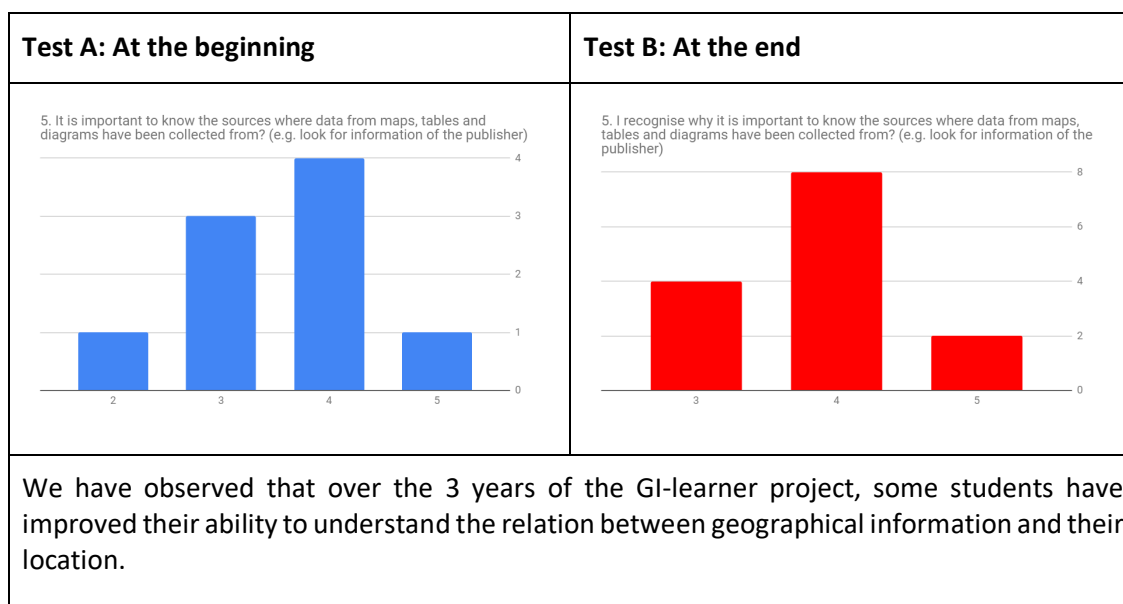 Test A: At the beginning
Test B: At the end
5. It is important to know the sources where data from maps, tables and
diagrams have been collected from? (e.g. look for information of the publisher)
4
3
2
1
0
2 3 4 5
5. I recognise why it is important to know the sources where data from maps,
tables and diagrams have been collected from? (e.g. look for information of the
publisher)
8
6
4
2
0
3 4 5
We have observed that over the 3 years of the GI-learner project, some students have
improved their ability to understand the relation between geographical information and their
location.